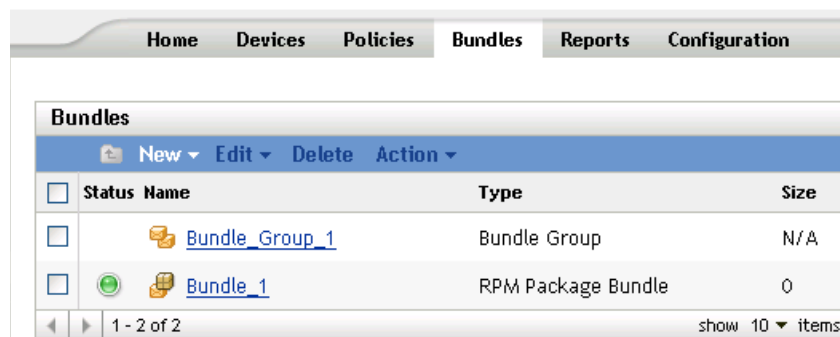 Home Devices Policies Bundles Reports Configuration
Bundles
New Edit Delete Action
Status Name Type Size
Bundle_Group_1 Bundle Group N/A
Bundle_1 RPM Package Bundle 0
1 - 2 of 2 show 10 items